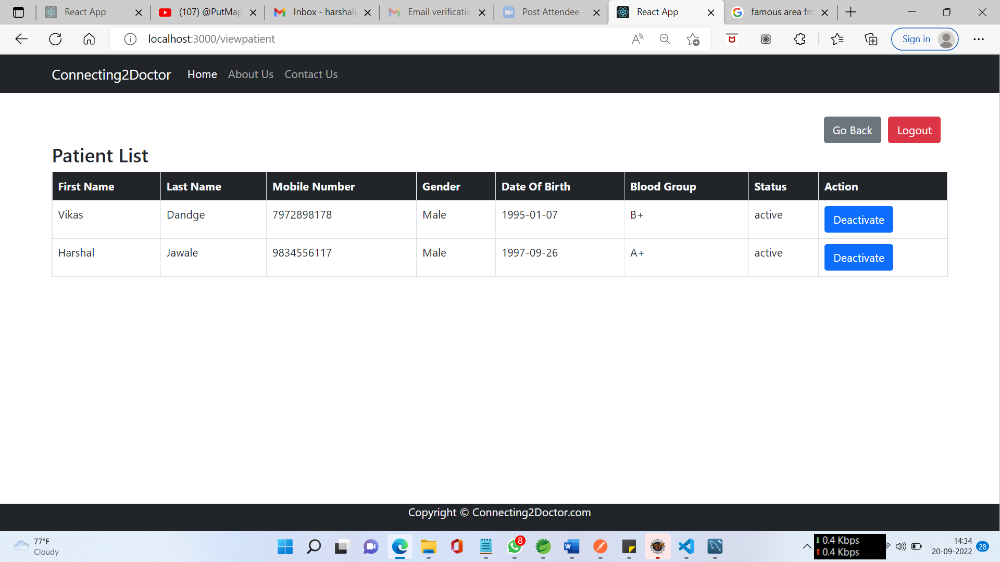 React App
(107) @PutMap
Inbox - harshalj
Email verificatio
Post Attendee -
React App
famous area fro
localhost:3000/viewpatient
Sign in
Connecting2Doctor Home About Us Contact Us
Go Back Logout
Patient List
First Name Last Name Mobile Number Gender Date Of Birth Blood Group Status Action
Vikas Dandge 7972898178 Male 1995-01-07 B+ active Deactivate
Harshal Jawale 9834556117 Male 1997-09-26 A+ active Deactivate
Copyright © Connecting2Doctor.com
77°F
Cloudy
8
↓ 0.4 Kbps
↑ 0.4 Kbps
14:34
20-09-2022
28